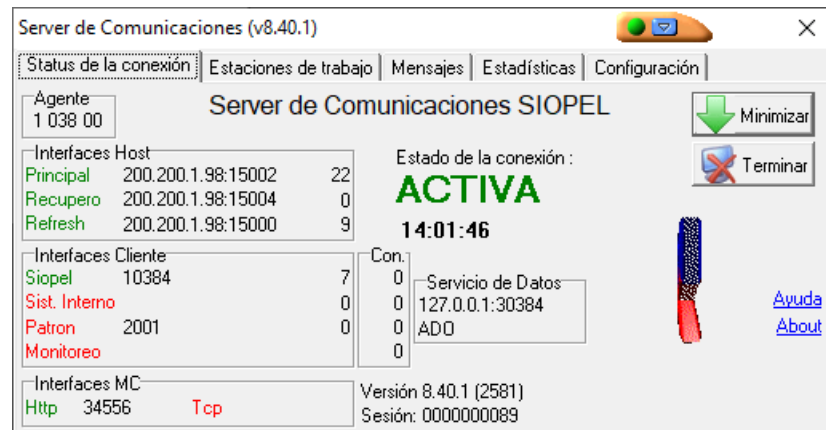 Server de Comunicaciones (v8.40.1)
Status de la conexión Estaciones de trabajo Mensajes Estadísticas Configuración
Agente
1 038 00
Server de Comunicaciones SIOPEL
Minimizar
Terminar
Interfaces Host
Principal 200.200.1.98:15002 22
Recupero 200.200.1.98:15004 0
Refresh 200.200.1.98:15000 9
Estado de la conexión :
ACTIVA
14:01:46
Interfaces Cliente Con.
Siopel 10384 7 0
Sist. Interno 0 0
Patron 2001 0 0
Monitoreo 0
Servicio de Datos
127.0.0.1:30384
ADO
Ayuda
About
Interfaces MC
Http 34556 Tcp
Versión 8.40.1 (2581)
Sesión: 0000000089